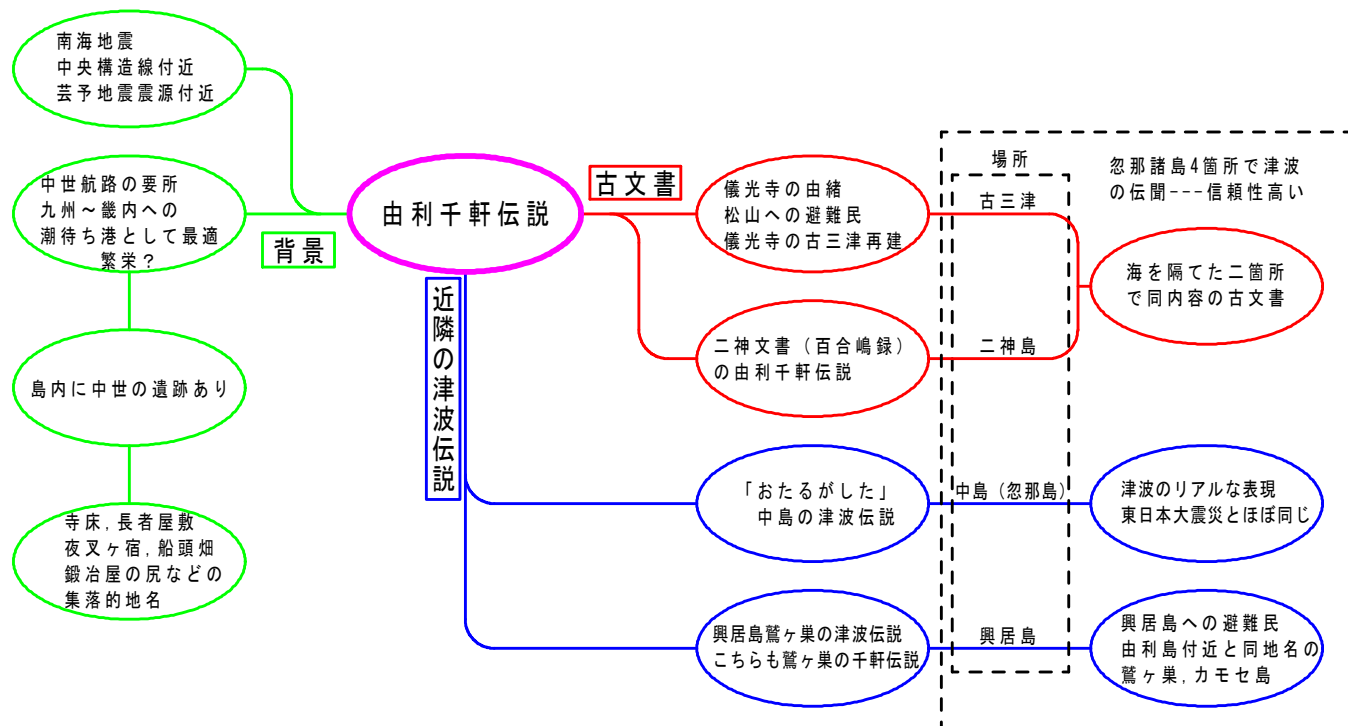 南海地震
中央構造線付近
芸予地震震源付近
中世航路の要所
九州～畿内への
潮待ち港として最適
繁栄？
背景
島内に中世の遺跡あり
寺床,長者屋敷
夜叉ヶ宿,船頭畑
鍛冶屋の尻などの
集落的地名
由利千軒伝説
古文書
近隣の津波伝説
儀光寺の由緒
松山への避難民
儀光寺の古三津再建
二神文書（百合嶋録）
の由利千軒伝説
「おたるがした」
中島の津波伝説
興居島鷲ヶ巣の津波伝説
こちらも鷲ヶ巣の千軒伝説
場所
古三津
二神島
中島（忽那島）
興居島
忽那諸島4箇所で津波
の伝聞---信頼性高い
海を隔てた二箇所
で同内容の古文書
津波のリアルな表現
東日本大震災とほぼ同じ
興居島への避難民
由利島付近と同地名の
鷲ヶ巣,カモセ島